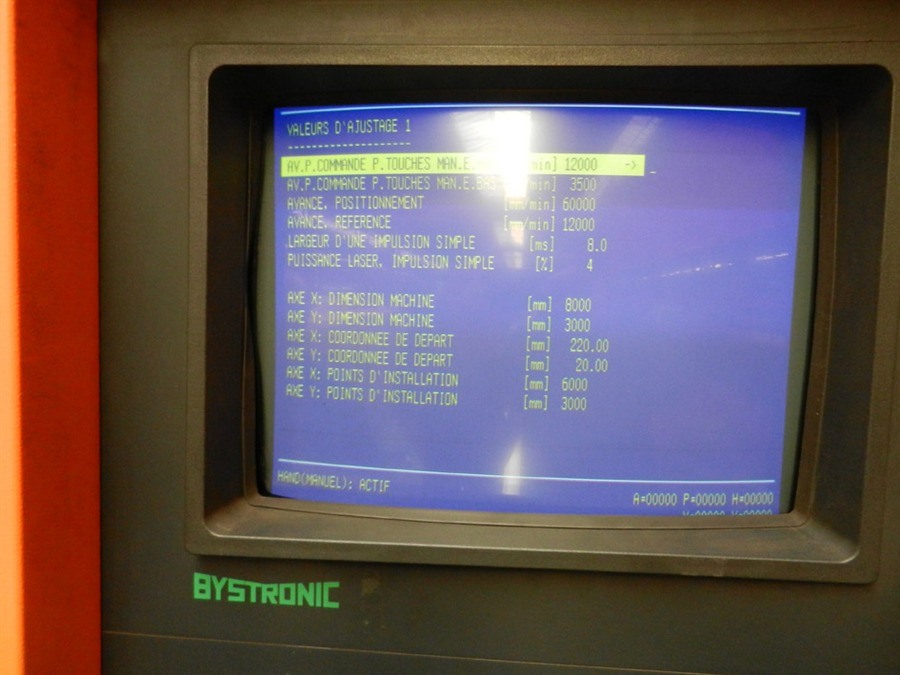 VALEURS D'AJUSTAGE 1
--------------------
AV.P.COMMANDE P.TOUCHES MAN.E. min] 12000 ->
AV.P.COMMANDE P.TOUCHES MAN.E.BAS min] 3500
AVANCE, POSITIONNEMENT [mm/min] 60000
AVANCE, REFERENCE [mm/min] 12000
LARGEUR D'UNE IMPULSION SIMPLE [ms] 8.0
PUISSANCE LASER, IMPULSION SIMPLE [%] 4
AXE X: DIMENSION MACHINE [mm] 8000
AXE Y: DIMENSION MACHINE [mm] 3000
AXE X: COORDONNEE DE DEPART [mm] 220.00
AXE Y: COORDONNEE DE DEPART [mm] 20.00
AXE X: POINTS D'INSTALLATION [mm] 6000
AXE Y: POINTS D'INSTALLATION [mm] 3000
HAND(MANUEL): ACTIF
A=00000 P=00000 H=00000
BYSTRONIC